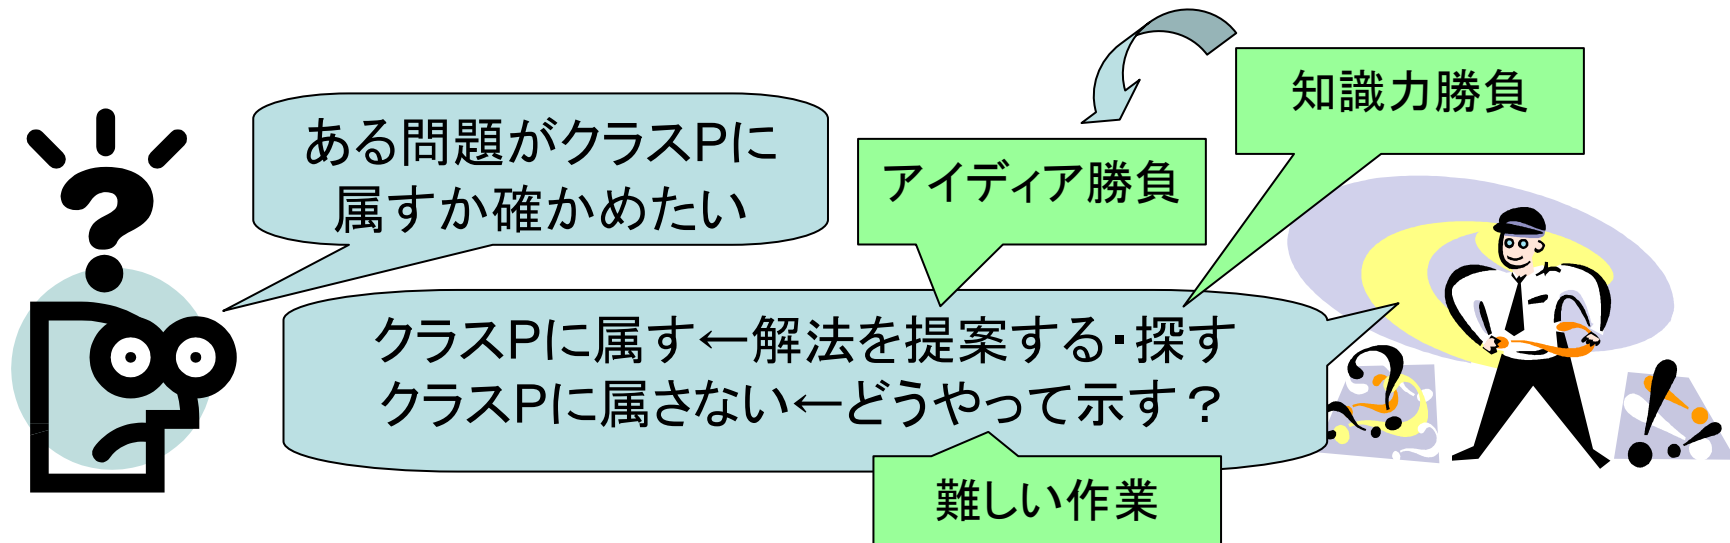 知識力勝負
ある問題がクラスPに
属すか確かめたい
アイディア勝負
クラスPに属す←解法を提案する・探す
クラスPに属さない←どうやって示す？
難しい作業